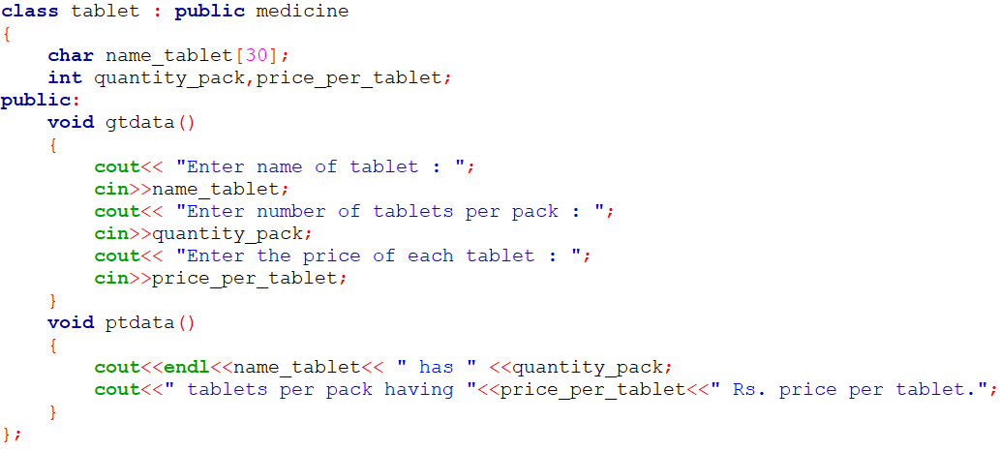 class tablet : public medicine
{
    char name_tablet[30];
    int quantity_pack,price_per_tablet;
public:
    void gtdata()
    {
        cout<< "Enter name of tablet : ";
        cin>>name_tablet;
        cout<< "Enter number of tablets per pack : ";
        cin>>quantity_pack;
        cout<< "Enter the price of each tablet : ";
        cin>>price_per_tablet;
    }
    void ptdata()
    {
        cout<<endl<<name_tablet<< " has " <<quantity_pack;
        cout<<" tablets per pack having "<<price_per_tablet<<" Rs. price per tablet.";
    }
};